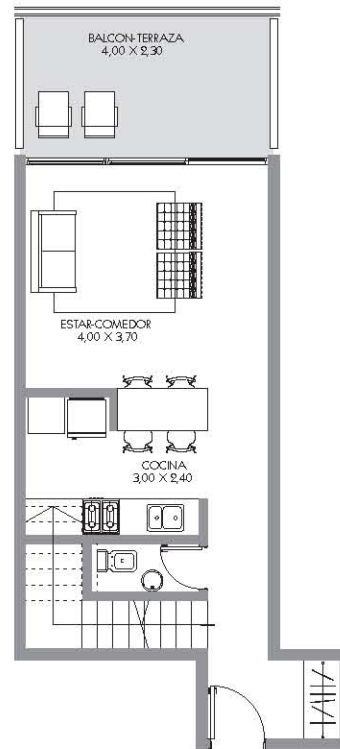 BALCON-TERRAZA
4,00 X 2,30
ESTAR-COMEDOR
4,00 X 3,70
COCINA
3,00 X 2,40